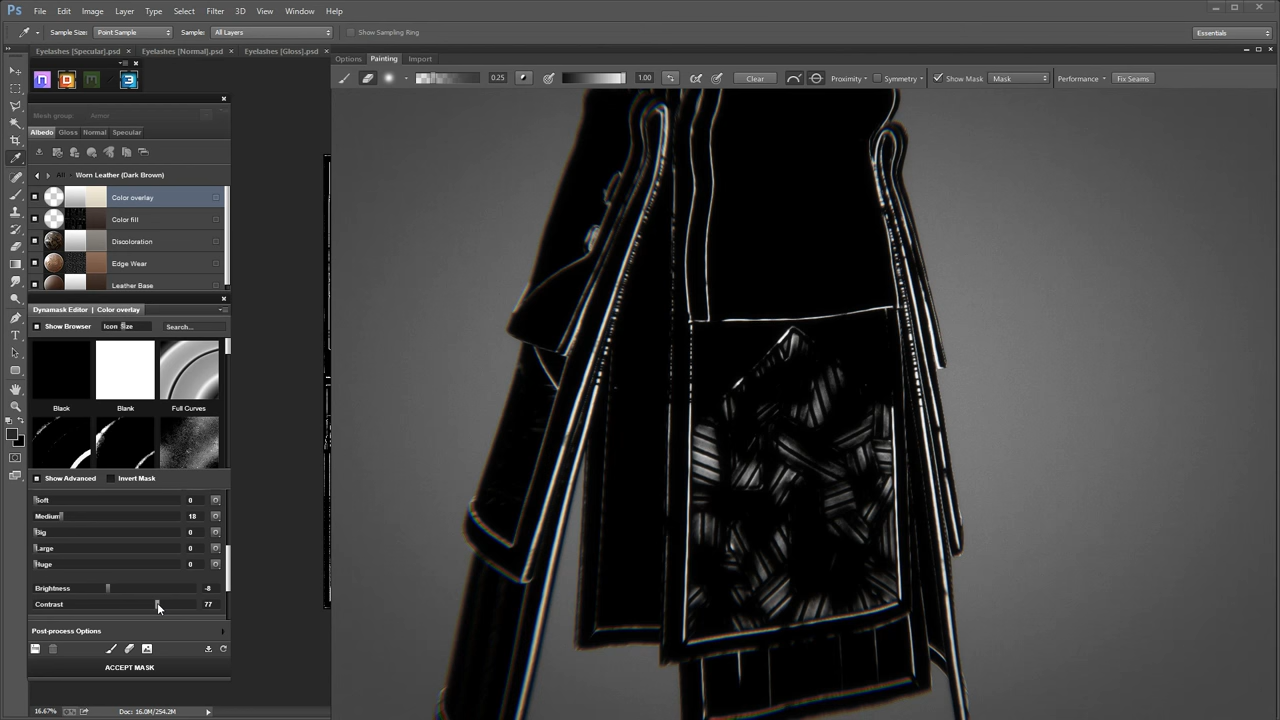 Ps File Edit Image Layer Type Select Filter 3D View Window Help
Sample Size: Point Sample Sample: All Layers Show Sampling Ring Essentials
Eyelashes [Specular].psd × Eyelashes [Normal].psd × Eyelashes [Gloss].psd ×
Options Painting Import
0.25 1.00 Clear Proximity Symmetry Show Mask Mask Performance Fix Seams
Mesh group: Armor
Albedo Gloss Normal Specular
All Worn Leather (Dark Brown)
Color overlay
Color fill
Discoloration
Edge Wear
Leather Base
Dynamask Editor | Color overlay
Show Browser Icon Size Search...
Black Blank Full Curves
Show Advanced Invert Mask
Soft 0
Medium 18
Big 0
Large 0
Huge 0
Brightness -8
Contrast 77
Post-process Options
ACCEPT MASK
16.67% Doc: 16.0M/254.2M